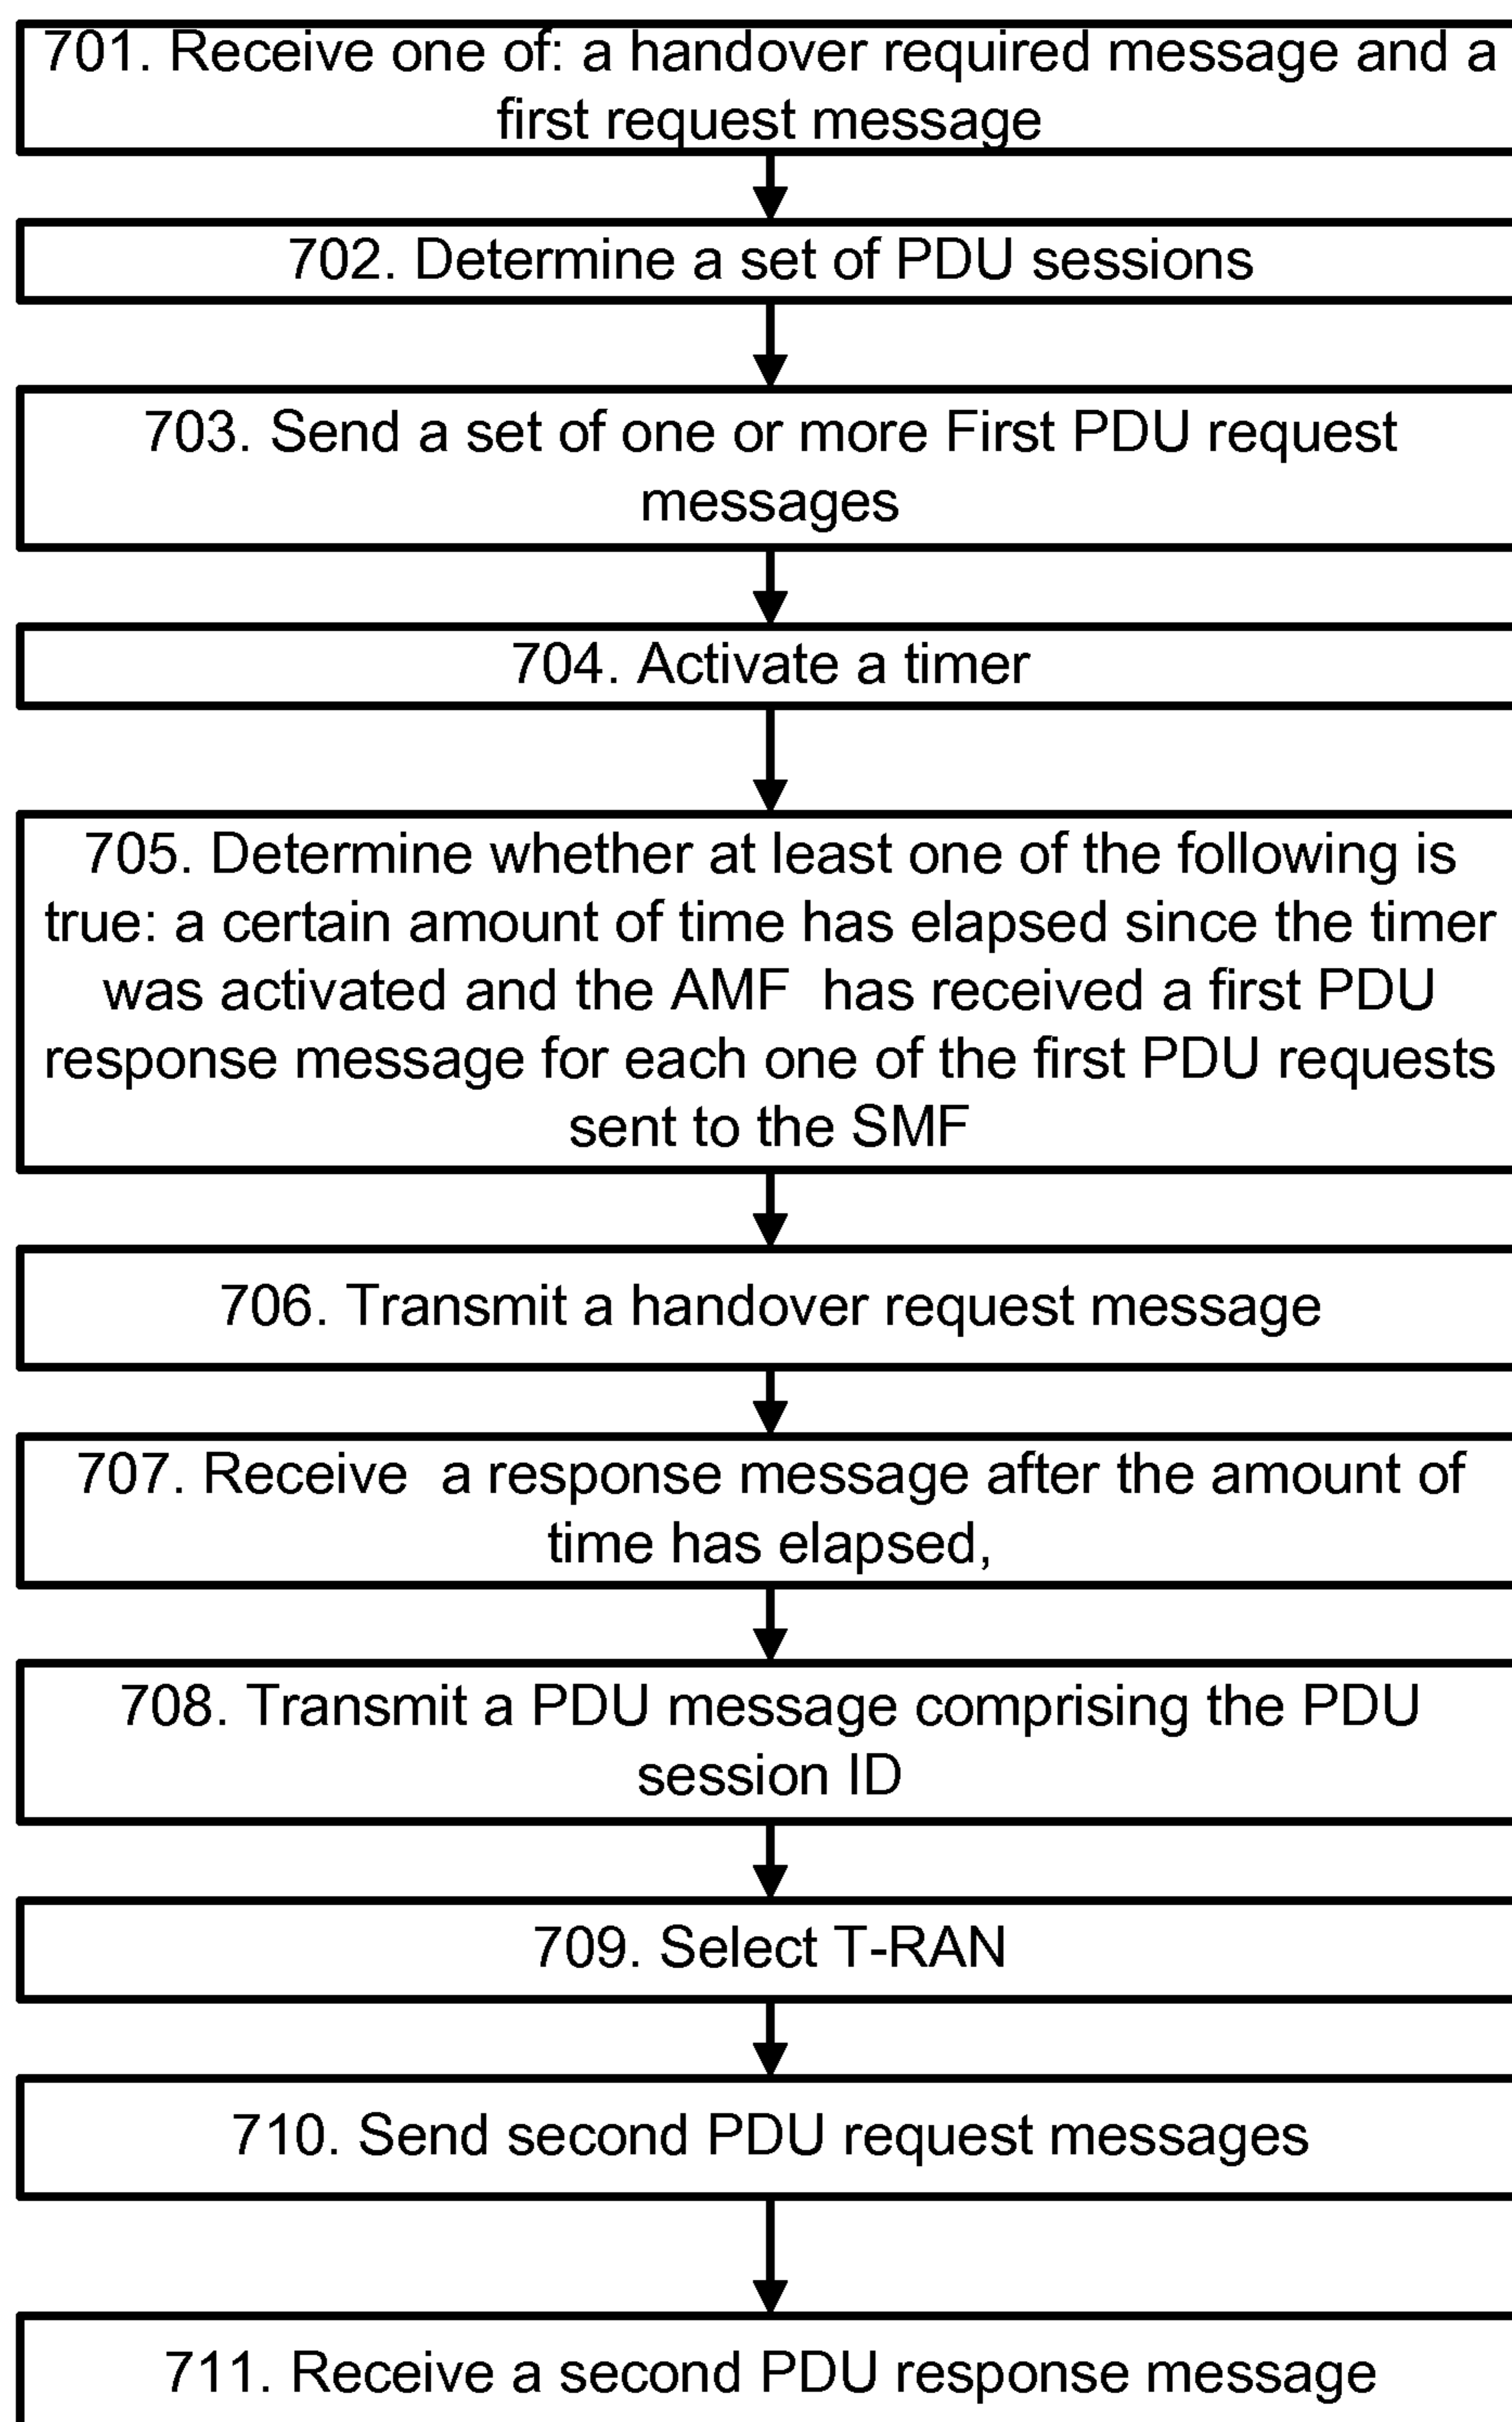 701. Receive one of: a handover required message and a
first request message
702. Determine a set of PDU sessions
703. Send a set of one or more First PDU request
messages
704. Activate a timer
705. Determine whether at least one of the following is
true: a certain amount of time has elapsed since the timer
was activated and the AMF has received a first PDU
response message for each one of the first PDU requests
sent to the SMF
706. Transmit a handover request message
707. Receive a response message after the amount of
time has elapsed,
708. Transmit a PDU message comprising the PDU
session ID
709. Select T-RAN
710. Send second PDU request messages
711. Receive a second PDU response message